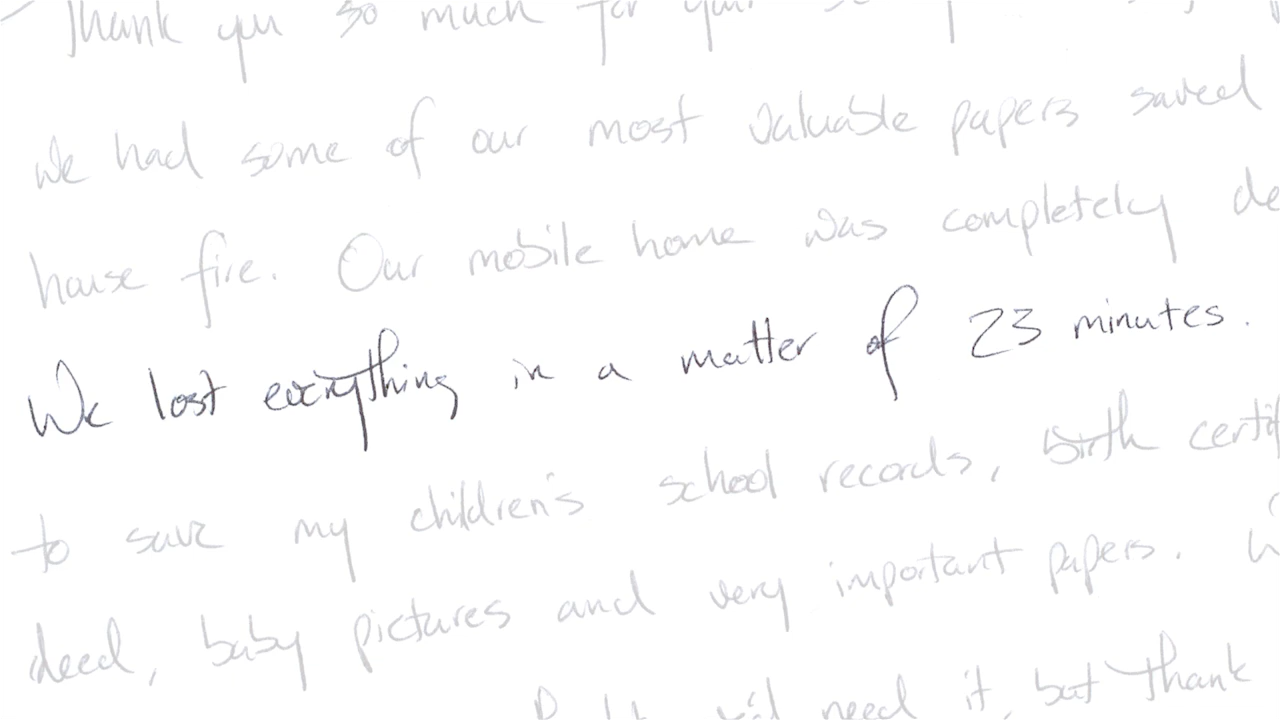 Thank you so much for your
we had some of our most valuable papers saved
house fire. Our mobile home was completely de
We lost everything in a matter of 23 minutes.
to save my children's school records, birth certif
deed, baby pictures and very important papers.
need it, but thank